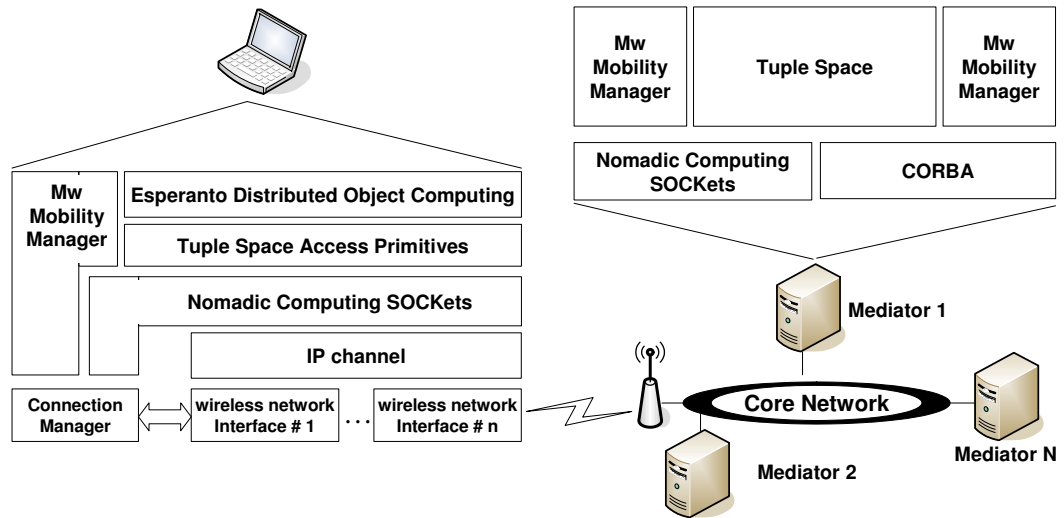 Mw
Mobility
Manager
Esperanto Distributed Object Computing
Tuple Space Access Primitives
Nomadic Computing SOCKets
IP channel
Connection
Manager
wireless network
Interface # 1
...
wireless network
Interface # n
Mw
Mobility
Manager
Tuple Space
Mw
Mobility
Manager
Nomadic Computing
SOCKets
CORBA
Mediator 1
Core Network
Mediator 2
Mediator N